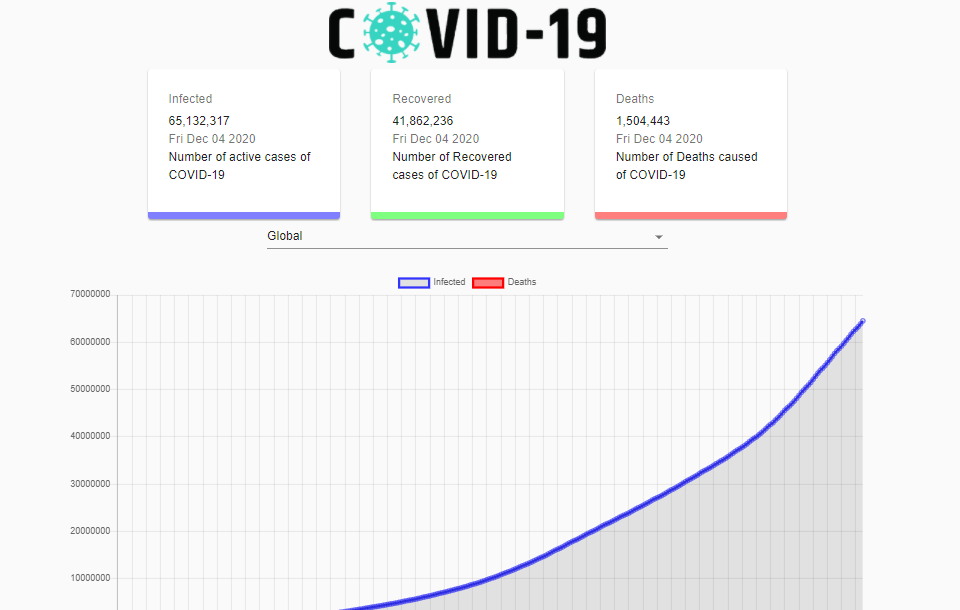 COVID-19
Infected
65,132,317
Fri Dec 04 2020
Number of active cases of
COVID-19
Recovered
41,862,236
Fri Dec 04 2020
Number of Recovered
cases of COVID-19
Deaths
1,504,443
Fri Dec 04 2020
Number of Deaths caused
of COVID-19
Global
Infected
Deaths
70000000
60000000
50000000
40000000
30000000
20000000
10000000